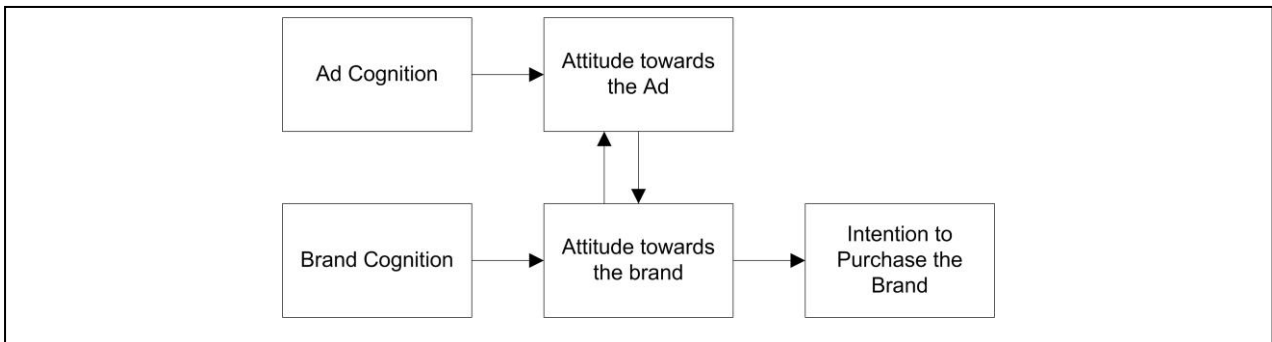 Ad Cognition
Attitude towards
the Ad
Brand Cognition
Attitude towards
the brand
Intention to
Purchase the
Brand